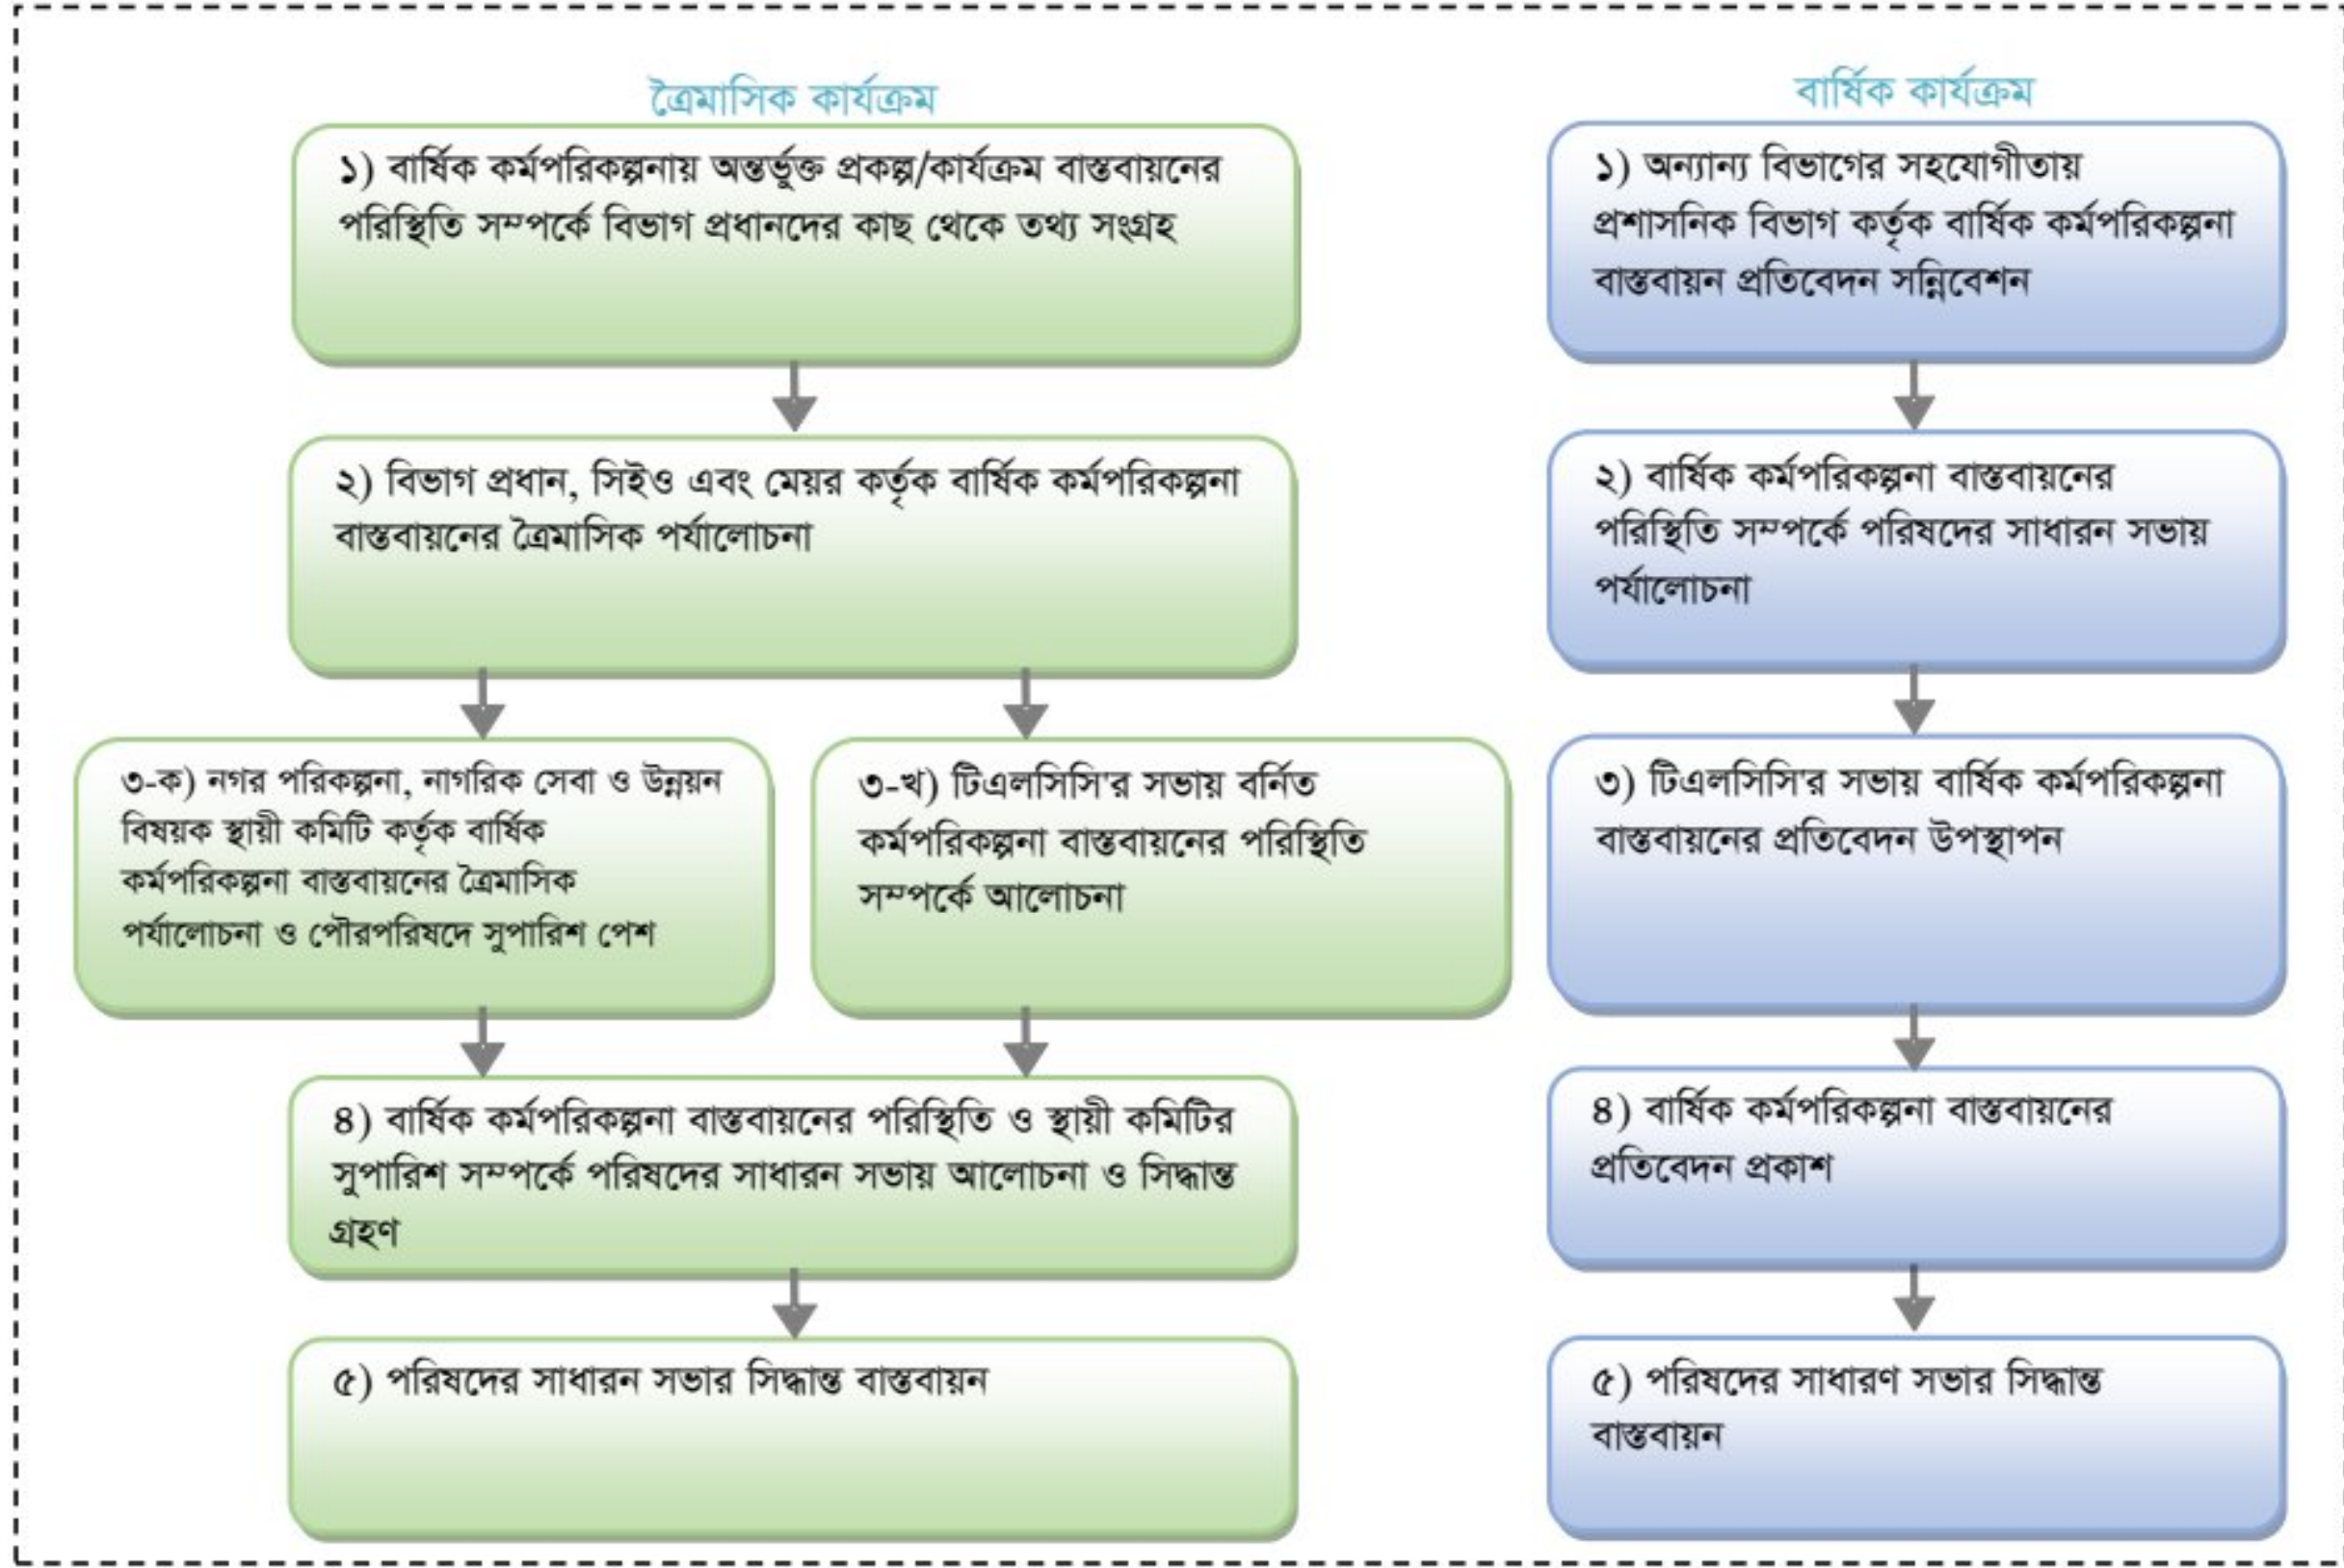 ত্রৈমাসিক কার্যক্রম
১) বার্ষিক কর্মপরিকল্পনায় অন্তর্ভুক্ত প্রকল্প/কার্যক্রম বাস্তবায়নের
পরিস্থিতি সম্পর্কে বিভাগ প্রধানদের কাছ থেকে তথ্য সংগ্রহ
২) বিভাগ প্রধান, সিইও এবং মেয়র কর্তৃক বার্ষিক কর্মপরিকল্পনা
বাস্তবায়নের ত্রৈমাসিক পর্যালোচনা
৩-ক) নগর পরিকল্পনা, নাগরিক সেবা ও উন্নয়ন
বিষয়ক স্থায়ী কমিটি কর্তৃক বার্ষিক
কর্মপরিকল্পনা বাস্তবায়নের ত্রৈমাসিক
পর্যালোচনা ও পৌরপরিষদে সুপারিশ পেশ
৩-খ) টিএলসিসি'র সভায় বর্নিত
কর্মপরিকল্পনা বাস্তবায়নের পরিস্থিতি
সম্পর্কে আলোচনা
৪) বার্ষিক কর্মপরিকল্পনা বাস্তবায়নের পরিস্থিতি ও স্থায়ী কমিটির
সুপারিশ সম্পর্কে পরিষদের সাধারন সভায় আলোচনা ও সিদ্ধান্ত
গ্রহণ
৫) পরিষদের সাধারন সভার সিদ্ধান্ত বাস্তবায়ন
বার্ষিক কার্যক্রম
১) অন্যান্য বিভাগের সহযোগীতায়
প্রশাসনিক বিভাগ কর্তৃক বার্ষিক কর্মপরিকল্পনা
বাস্তবায়ন প্রতিবেদন সন্নিবেশন
২) বার্ষিক কর্মপরিকল্পনা বাস্তবায়নের
পরিস্থিতি সম্পর্কে পরিষদের সাধারন সভায়
পর্যালোচনা
৩) টিএলসিসি'র সভায় বার্ষিক কর্মপরিকল্পনা
বাস্তবায়নের প্রতিবেদন উপস্থাপন
৪) বার্ষিক কর্মপরিকল্পনা বাস্তবায়নের
প্রতিবেদন প্রকাশ
৫) পরিষদের সাধারণ সভার সিদ্ধান্ত
বাস্তবায়ন